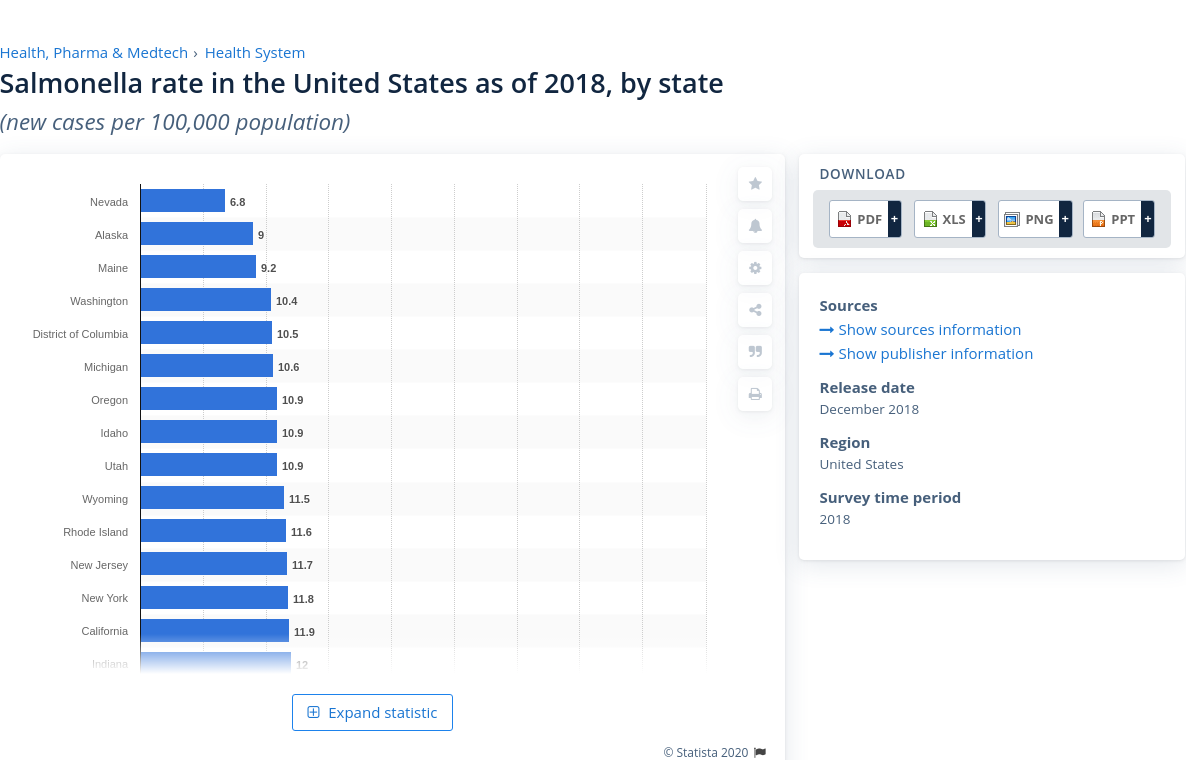 Health, Pharma & Medtech › Health System
Salmonella rate in the United States as of 2018, by state
(new cases per 100,000 population)
Nevada 6.8
Alaska 9
Maine 9.2
Washington 10.4
District of Columbia 10.5
Michigan 10.6
Oregon 10.9
Idaho 10.9
Utah 10.9
Wyoming 11.5
Rhode Island 11.6
New Jersey 11.7
New York 11.8
California 11.9
Indiana 12
Expand statistic
© Statista 2020
DOWNLOAD
PDF + XLS + PNG + PPT +
Sources
Show sources information
Show publisher information
Release date
December 2018
Region
United States
Survey time period
2018